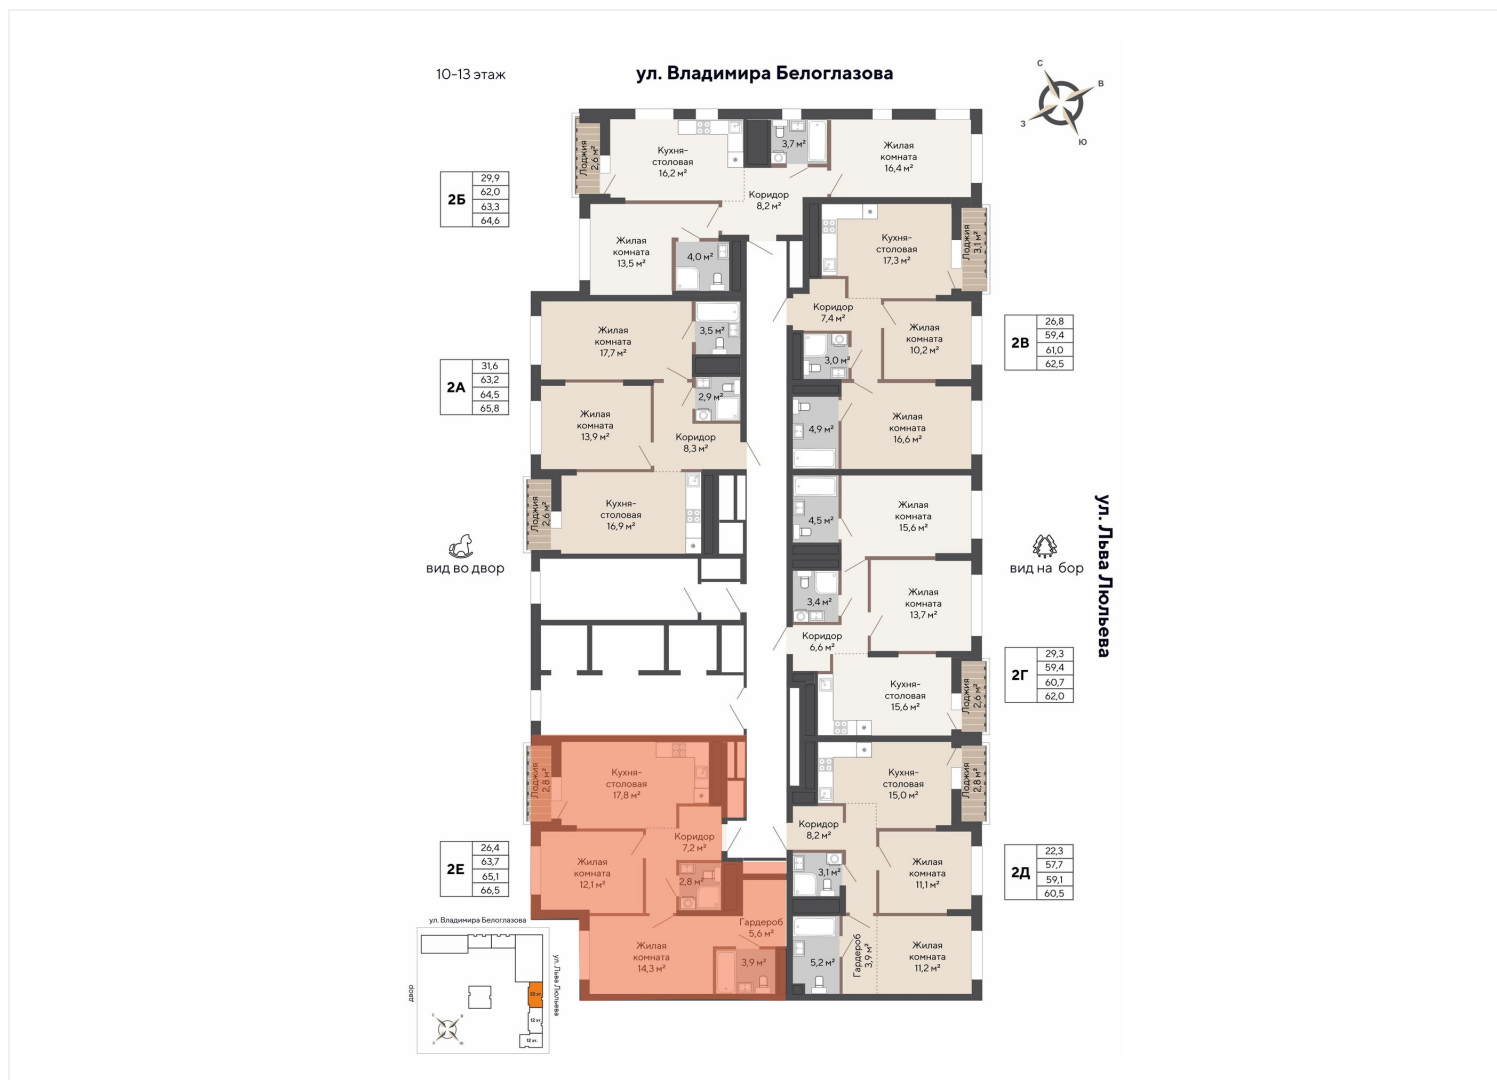 10-13 этаж
ул. Владимира Белоглазова
С
В
З
Ю
Лоджия
2,6 м²
Кухня-
столовая
16,2 м²
3,7 м²
Жилая
комната
16,4 м²
Коридор
8,2 м²
2Б
29,9
62,0
63,3
64,6
Жилая
комната
13,5 м²
4,0 м²
Кухня-
столовая
17,3 м²
Лоджия
3,1 м²
Коридор
7,4 м²
Жилая
комната
10,2 м²
3,0 м²
2В
26,8
59,4
61,0
62,5
Жилая
комната
17,7 м²
3,5 м²
2А
31,6
63,2
64,5
65,8
2,9 м²
Жилая
комната
13,9 м²
Коридор
8,3 м²
4,9 м²
Жилая
комната
16,6 м²
Лоджия
2,6 м²
Кухня-
столовая
16,9 м²
4,5 м²
Жилая
комната
15,6 м²
вид во двор
вид на бор
ул. Льва Люльева
3,4 м²
Жилая
комната
13,7 м²
Коридор
6,6 м²
Кухня-
столовая
15,6 м²
Лоджия
2,6 м²
2Г
29,3
59,4
60,7
62,0
Лоджия
2,8 м²
Кухня-
столовая
17,8 м²
Кухня-
столовая
15,0 м²
Лоджия
2,8 м²
Коридор
7,2 м²
Коридор
8,2 м²
2Е
26,4
63,7
65,1
66,5
Жилая
комната
12,1 м²
2,8 м²
3,1 м²
Жилая
комната
11,1 м²
2Д
22,3
57,7
59,1
60,5
Гардероб
5,6 м²
Жилая
комната
14,3 м²
3,9 м²
5,2 м²
Гардероб
3,9 м²
Жилая
комната
11,2 м²
ул. Владимира Белоглазова
ул. Льва Люльева
двор
12 эт.
12 эт.